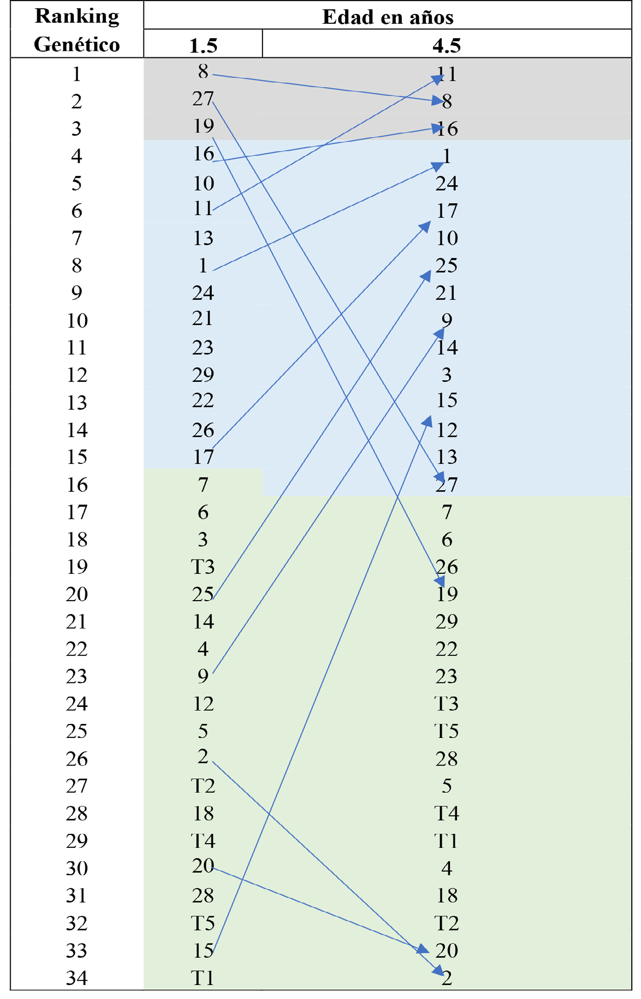 Ranking Genético Edad en años
1.5 4.5
1 8 11
2 27 8
3 19 16
4 16 1
5 10 24
6 11 17
7 13 10
8 1 25
9 24 21
10 21 9
11 23 14
12 29 3
13 22 15
14 26 12
15 17 13
16 7 27
17 6 7
18 3 6
19 T3 26
20 25 19
21 14 29
22 4 22
23 9 23
24 12 T3
25 5 T5
26 2 28
27 T2 5
28 18 T4
29 T4 T1
30 20 4
31 28 18
32 T5 T2
33 15 20
34 T1 2